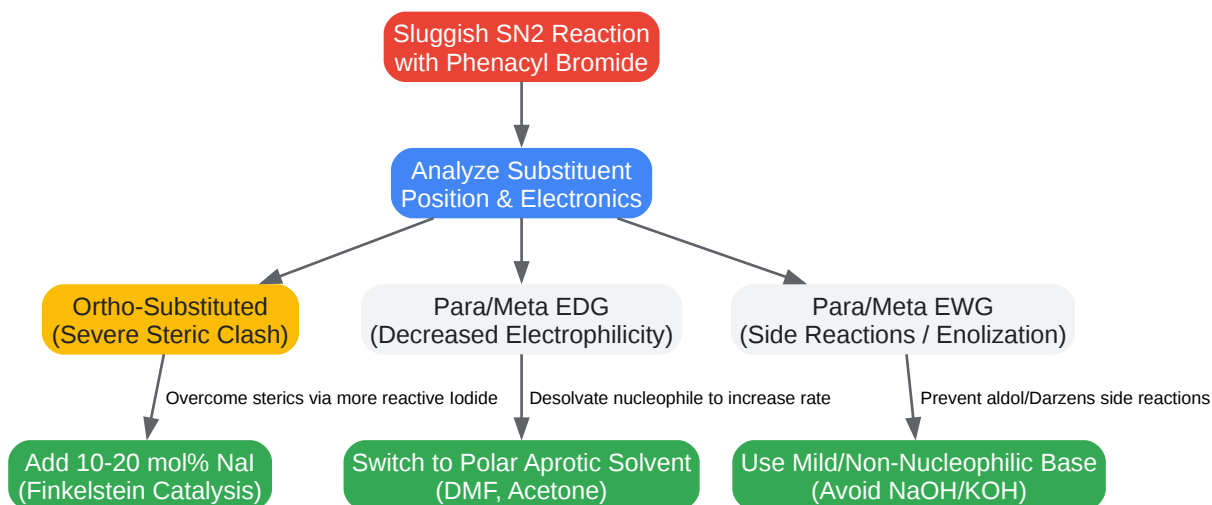 Sluggish SN2 Reaction
with Phenacyl Bromide
Analyze Substituent
Position & Electronics
Ortho-Substituted
(Severe Steric Clash)
Para/Meta EDG
(Decreased Electrophilicity)
Para/Meta EWG
(Side Reactions / Enolization)
Overcome sterics via more reactive Iodide
Desolvate nucleophile to increase rate
Prevent aldol/Darzens side reactions
Add 10-20 mol% NaI
(Finkelstein Catalysis)
Switch to Polar Aprotic Solvent
(DMF, Acetone)
Use Mild/Non-Nucleophilic Base
(Avoid NaOH/KOH)